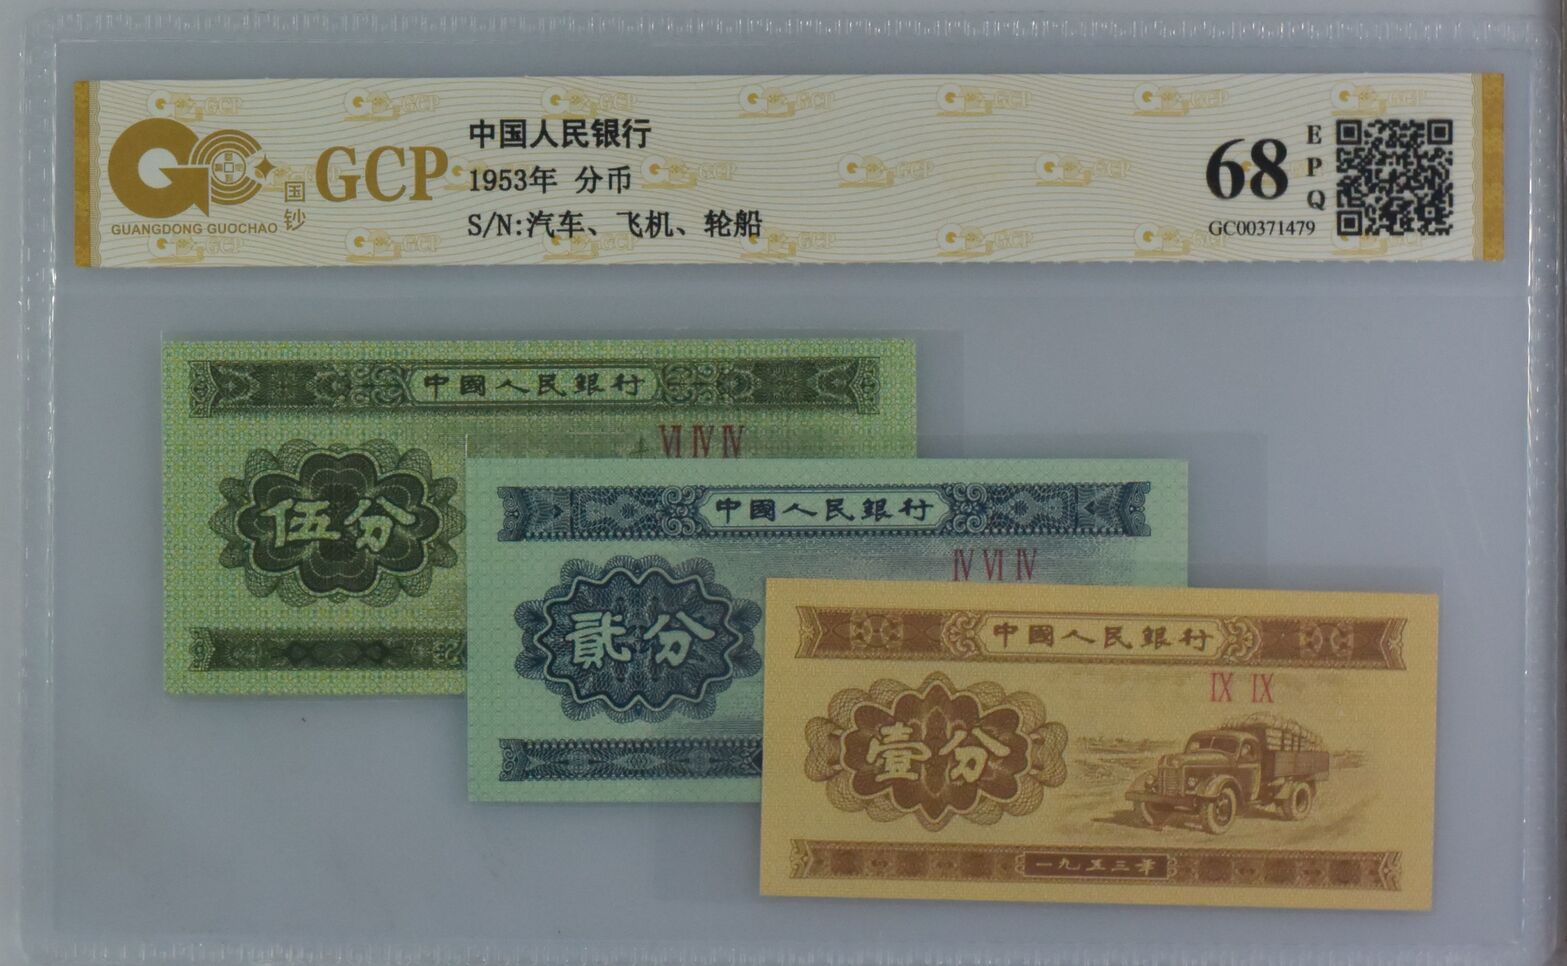 GCP
国钞
GUANGDONG GUOCHAO
中国人民银行
1953年 分币
S/N:汽车、飞机、轮船
68
EPQ
GC00371479
中國人民銀行
VI IV IV
伍分
中國人民銀行
IV VI IV
贰分
中國人民銀行
IX IX
壹分
一九五三年